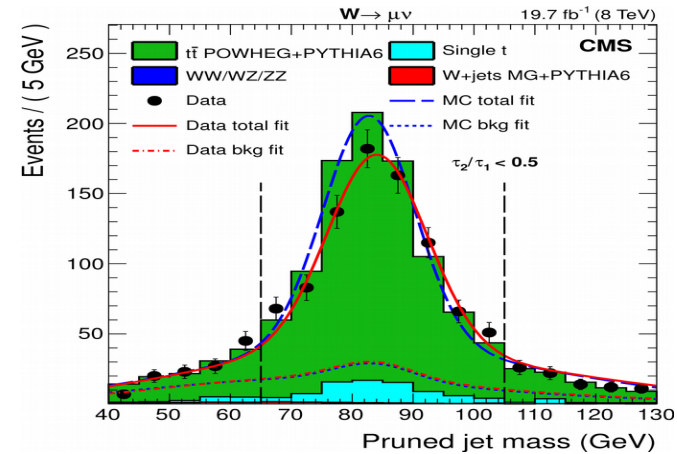 W → μν 19.7 fb⁻¹ (8 TeV)
CMS
tt̄ POWHEG+PYTHIA6 Single t
WW/WZ/ZZ W+jets MG+PYTHIA6
Data MC total fit
Data total fit MC bkg fit
Data bkg fit
τ₂/τ₁ < 0.5
Events / ( 5 GeV )
250
200
150
100
50
40 50 60 70 80 90 100 110 120 130
Pruned jet mass (GeV)